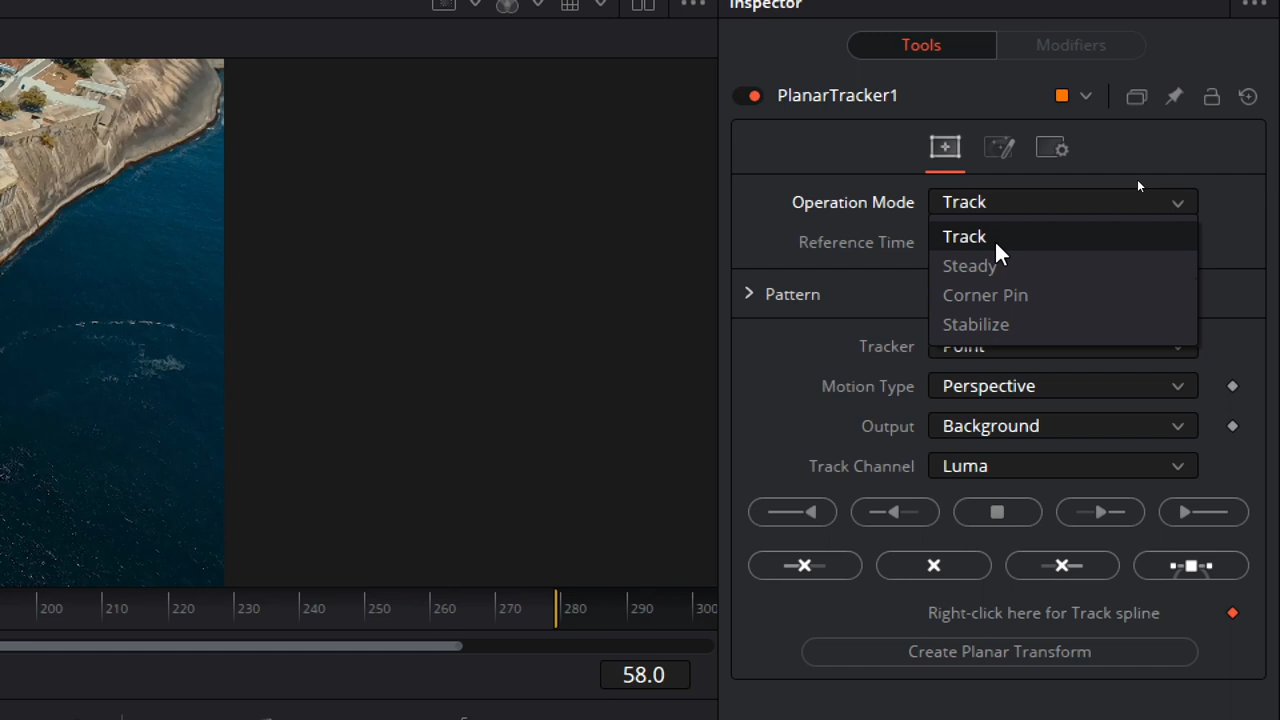 Inspector
Tools Modifiers
PlanarTracker1
Operation Mode Track
Reference Time
Track
Steady
Corner Pin
Stabilize
Pattern
Tracker Point
Motion Type Perspective
Output Background
Track Channel Luma
Right-click here for Track spline
Create Planar Transform
200 210 220 230 240 250 260 270 280 290 300
58.0